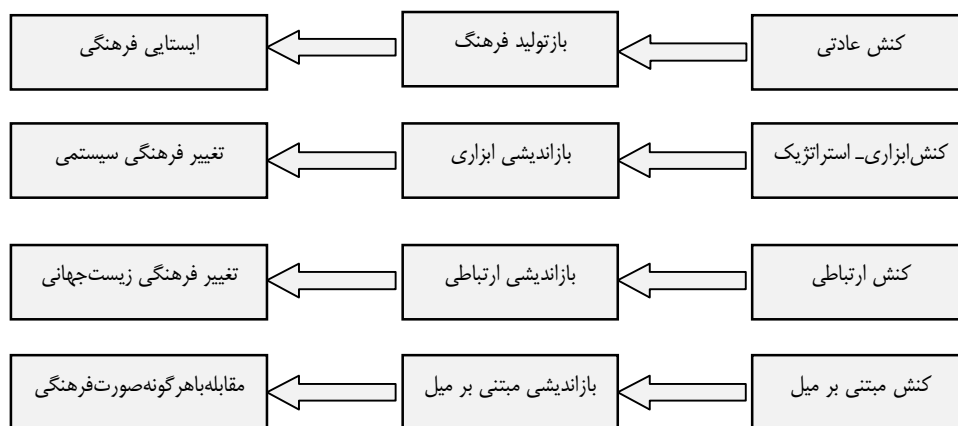 کنش عادتی
بازتولید فرهنگ
ایستایی فرهنگی
کنش‌ابزاری‌ـ استراتژیک
بازاندیشی ابزاری
تغییر فرهنگی سیستمی
کنش ارتباطی
بازاندیشی ارتباطی
تغییر فرهنگی زیست‌جهانی
کنش مبتنی بر میل
بازاندیشی مبتنی بر میل
مقابله‌باهرگونه‌صورت‌فرهنگی